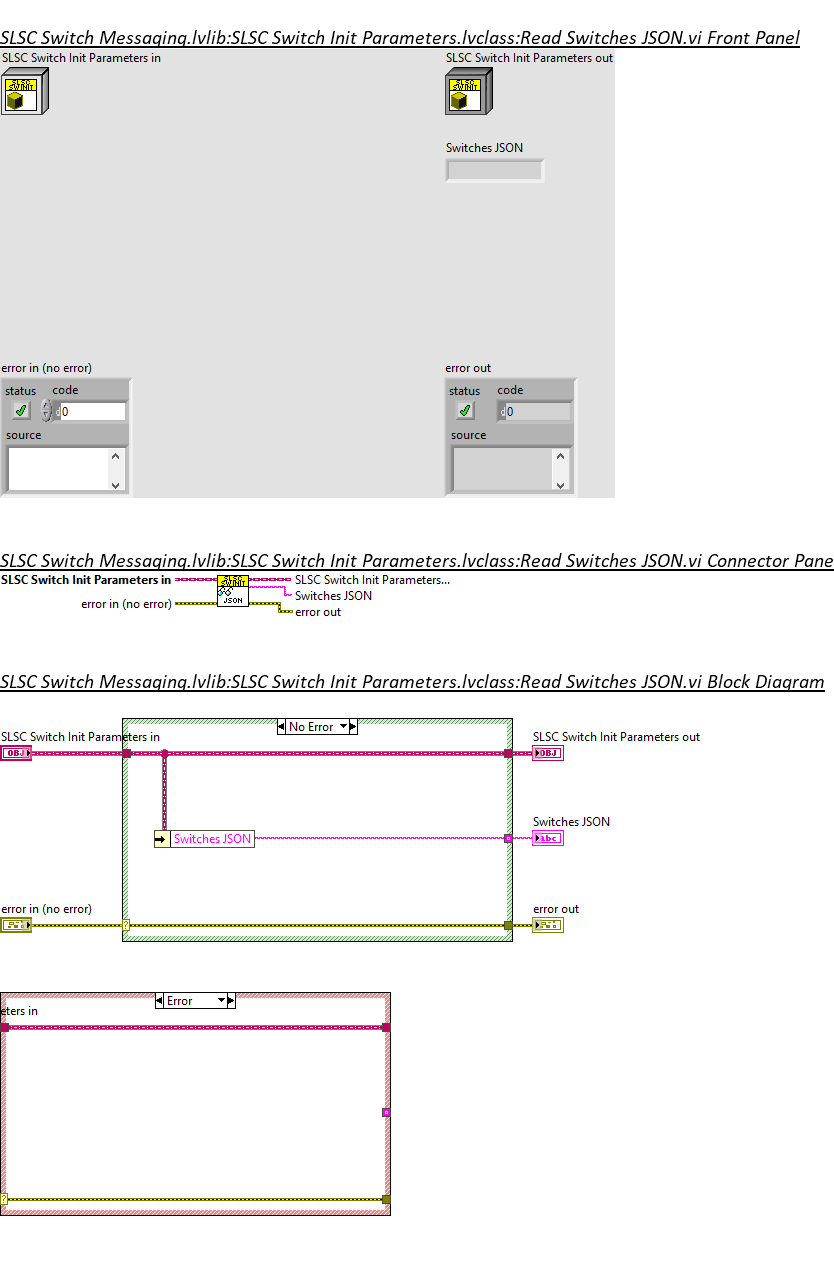 SLSC Switch Messaging.lvlib:SLSC Switch Init Parameters.lvclass:Read Switches JSON.vi Front Panel
SLSC Switch Init Parameters in
SLSC Switch Init Parameters out
SLSC
SWINIT
SLSC
SWINIT
Switches JSON
error in (no error)
error out
status code
status code
d 0
d 0
source
source
SLSC Switch Messaging.lvlib:SLSC Switch Init Parameters.lvclass:Read Switches JSON.vi Connector Pane
SLSC Switch Init Parameters in
SLSC
SWINIT
SLSC Switch Init Parameters...
Switches JSON
error in (no error)
JSON
error out
SLSC Switch Messaging.lvlib:SLSC Switch Init Parameters.lvclass:Read Switches JSON.vi Block Diagram
No Error
SLSC Switch Init Parameters in
SLSC Switch Init Parameters out
OBJ
OBJ
Switches JSON
Switches JSON
abc
error in (no error)
error out
?
Error
eters in
?